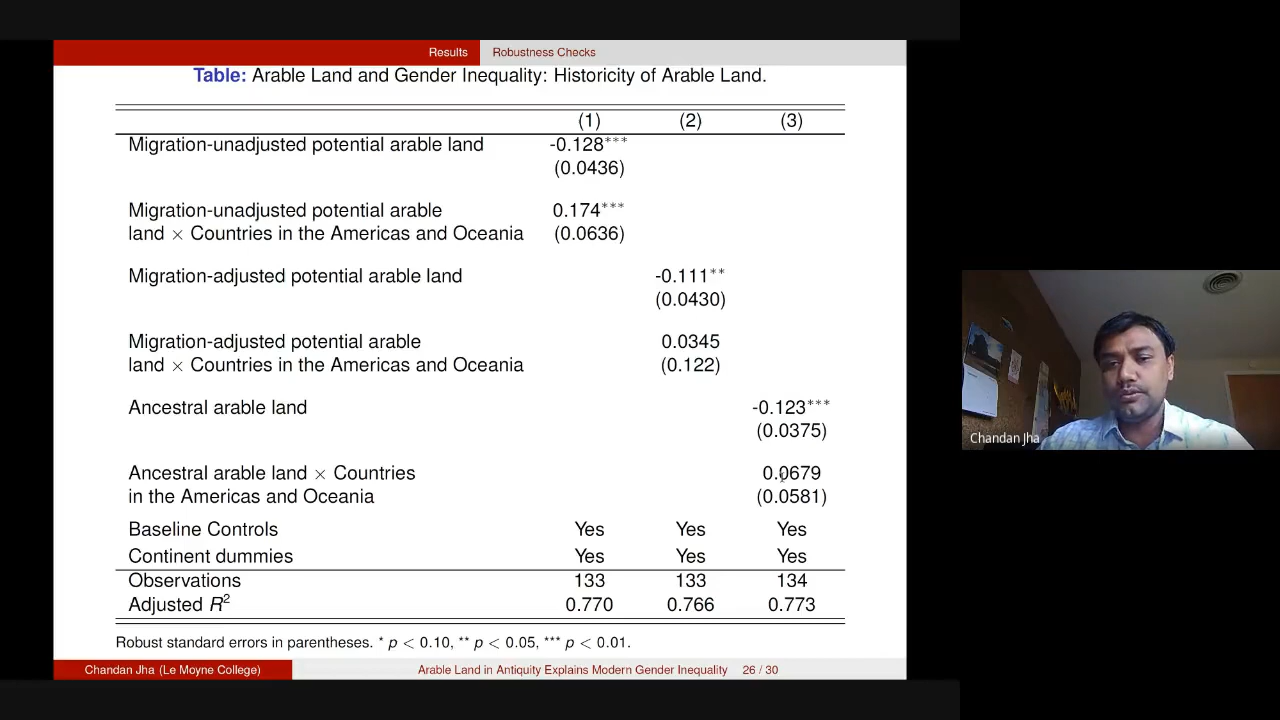 Results Robustness Checks
Table: Arable Land and Gender Inequality: Historicity of Arable Land.
(1) (2) (3)
Migration-unadjusted potential arable land -0.128***
(0.0436)
Migration-unadjusted potential arable 0.174***
land × Countries in the Americas and Oceania (0.0636)
Migration-adjusted potential arable land -0.111**
(0.0430)
Migration-adjusted potential arable 0.0345
land × Countries in the Americas and Oceania (0.122)
Ancestral arable land -0.123***
(0.0375)
Ancestral arable land × Countries 0.0679
in the Americas and Oceania (0.0581)
Baseline Controls Yes Yes Yes
Continent dummies Yes Yes Yes
Observations 133 133 134
Adjusted R² 0.770 0.766 0.773
Robust standard errors in parentheses. * p < 0.10, ** p < 0.05, *** p < 0.01.
Chandan Jha (Le Moyne College) Arable Land in Antiquity Explains Modern Gender Inequality 26 / 30
Chandan Jha